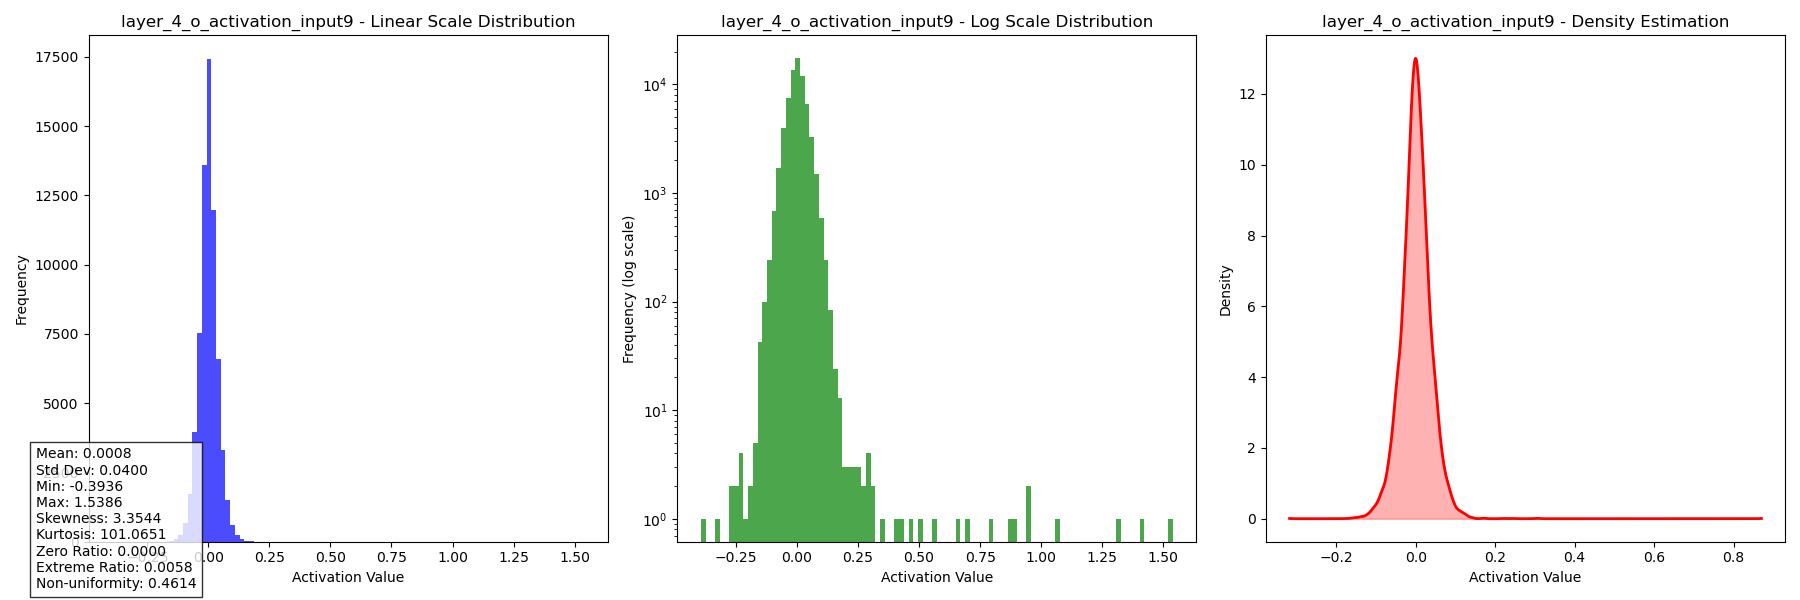 layer_4_o_activation_input9 - Linear Scale Distribution
17500
15000
12500
10000
7500
5000
Frequency
0.00
0.25
0.50
0.75
1.00
1.25
1.50
Activation Value
Mean: 0.0008
Std Dev: 0.0400
Min: -0.3936
Max: 1.5386
Skewness: 3.3544
Kurtosis: 101.0651
Zero Ratio: 0.0000
Extreme Ratio: 0.0058
Non-uniformity: 0.4614
layer_4_o_activation_input9 - Log Scale Distribution
10⁴
10³
10²
10¹
10⁰
Frequency (log scale)
−0.25
0.00
0.25
0.50
0.75
1.00
1.25
1.50
Activation Value
layer_4_o_activation_input9 - Density Estimation
12
10
8
6
4
2
0
Density
−0.2
0.0
0.2
0.4
0.6
0.8
Activation Value